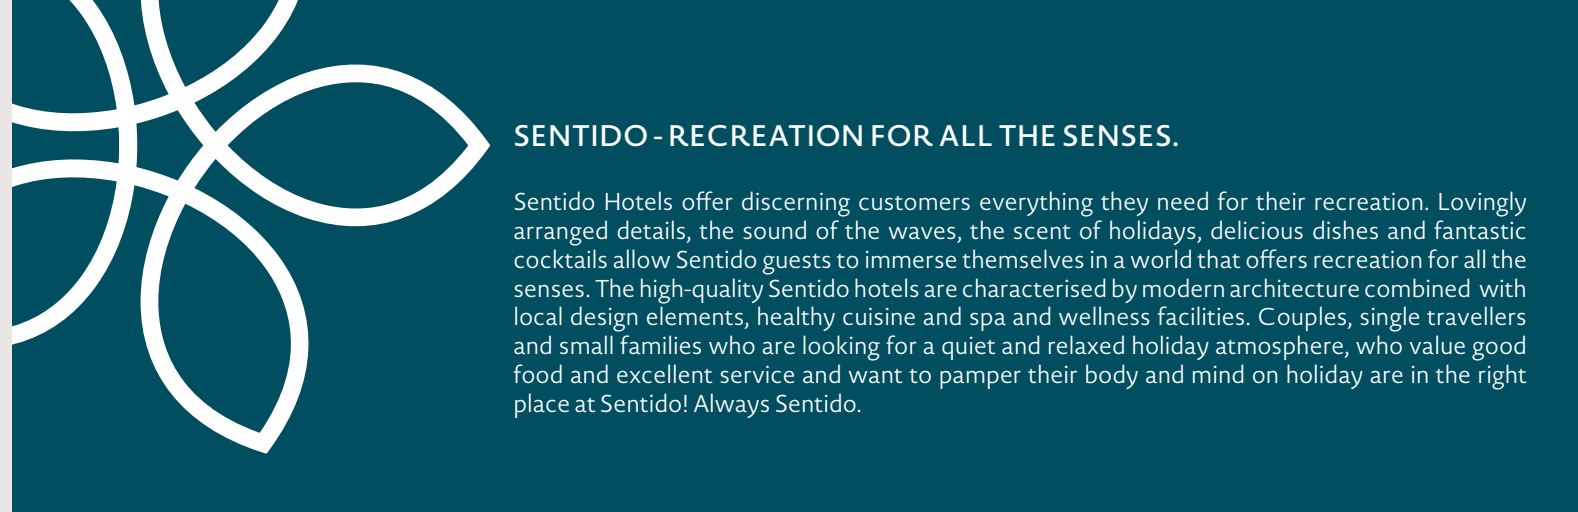 SENTIDO - RECREATION FOR ALL THE SENSES.
Sentido Hotels offer discerning customers everything they need for their recreation. Lovingly
arranged details, the sound of the waves, the scent of holidays, delicious dishes and fantastic
cocktails allow Sentido guests to immerse themselves in a world that offers recreation for all the
senses. The high-quality Sentido hotels are characterised by modern architecture combined with
local design elements, healthy cuisine and spa and wellness facilities. Couples, single travellers
and small families who are looking for a quiet and relaxed holiday atmosphere, who value good
food and excellent service and want to pamper their body and mind on holiday are in the right
place at Sentido! Always Sentido.